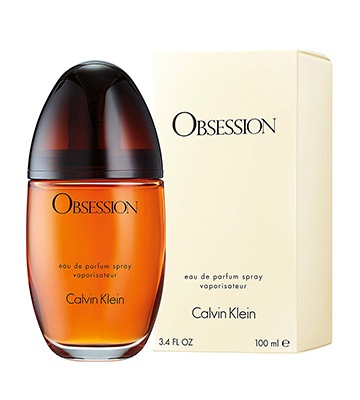 OBSESSION
eau de parfum spray
vaporisateur
Calvin Klein
OBSESSION
eau de parfum spray
vaporisateur
Calvin Klein
3.4 FL OZ 100 ml ℮